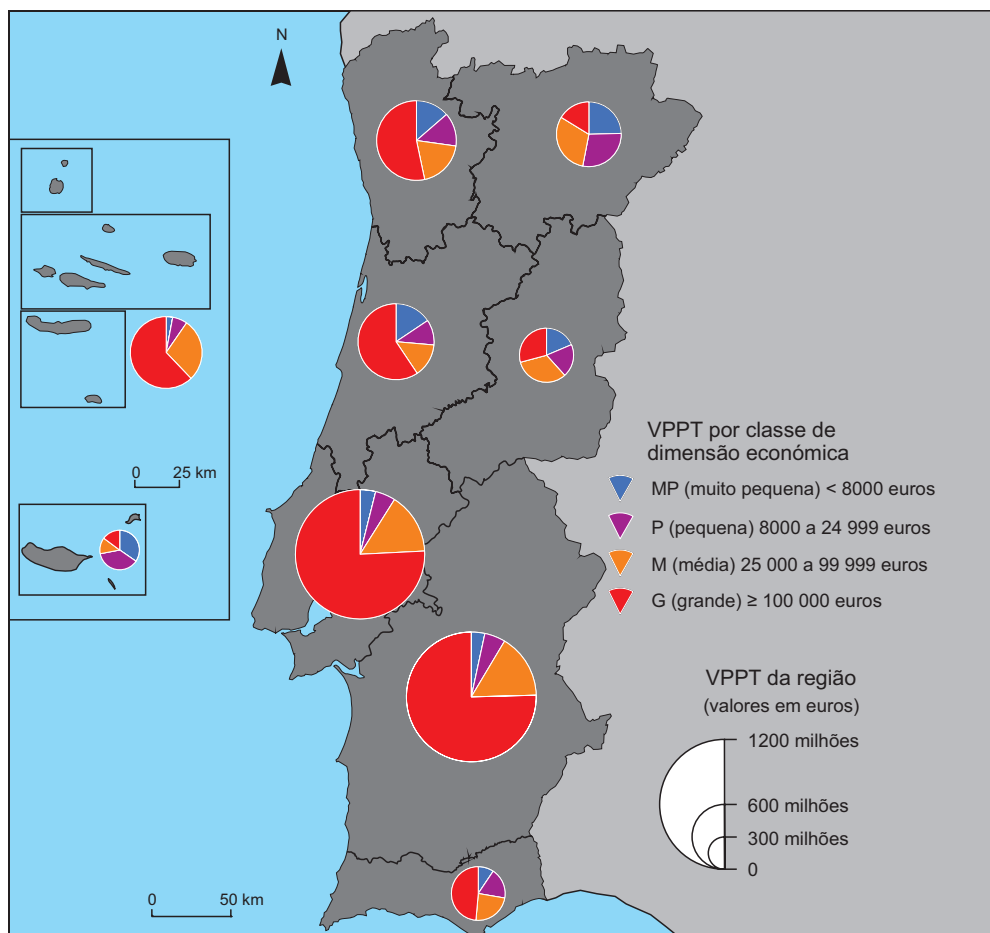 N
0 25 km
0 50 km
VPPT por classe de
dimensão económica
MP (muito pequena) < 8000 euros
P (pequena) 8000 a 24 999 euros
M (média) 25 000 a 99 999 euros
G (grande) ≥ 100 000 euros
VPPT da região
(valores em euros)
1200 milhões
600 milhões
300 milhões
0